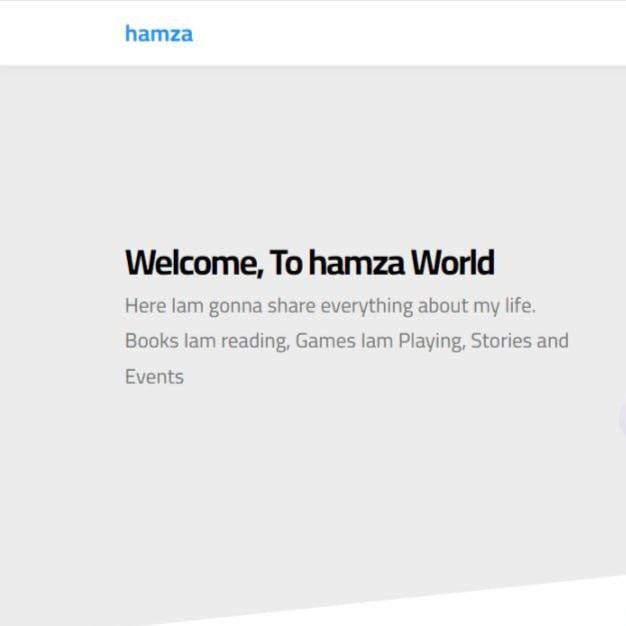 hamza
Welcome, To hamza World
Here Iam gonna share everything about my life.
Books Iam reading, Games Iam Playing, Stories and
Events